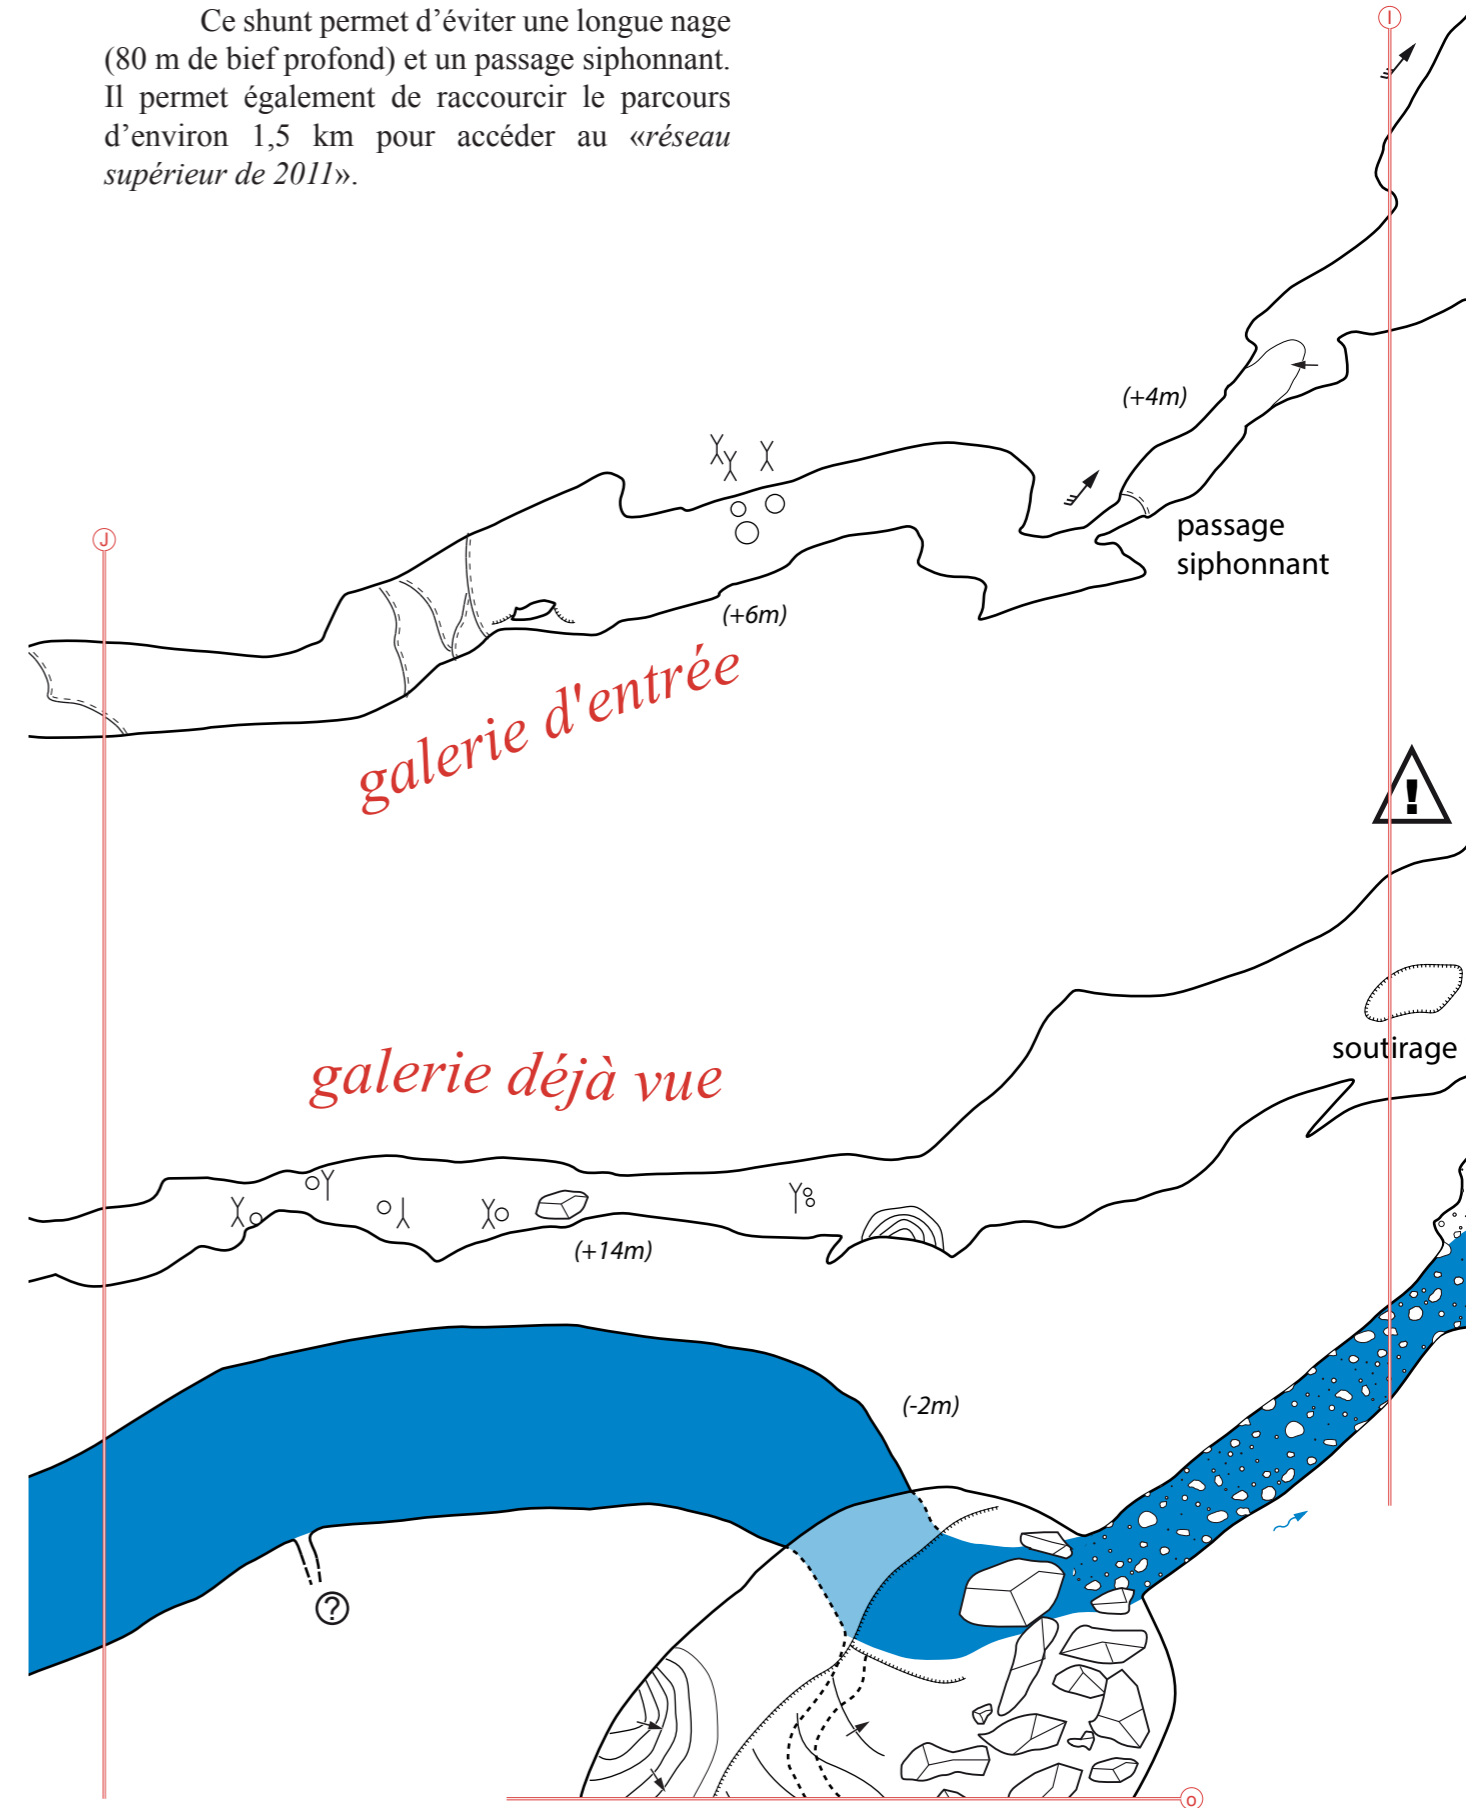 Ce shunt permet d’éviter une longue nage
(80 m de bief profond) et un passage siphonnant.
Il permet également de raccourcir le parcours
d’environ 1,5 km pour accéder au «réseau
supérieur de 2011».
I
(+4m)
passage
siphonnant
J
(+6m)
galerie d'entrée
!
soutirage
galerie déjà vue
(+14m)
(-2m)
?
o